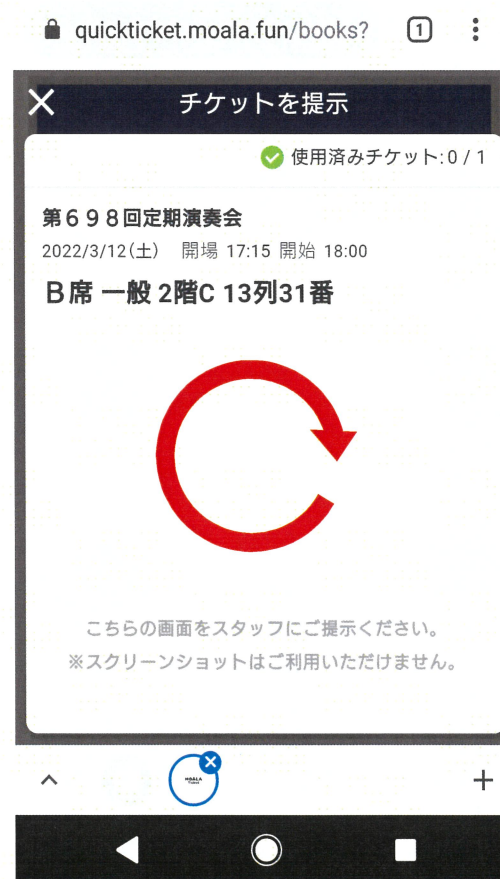 quickticket.moala.fun/books?
1
チケットを提示
使用済みチケット: 0 / 1
第698回定期演奏会
2022/3/12(土) 開場 17:15 開始 18:00
B席 一般 2階C 13列31番
こちらの画面をスタッフにご提示ください。
※スクリーンショットはご利用いただけません。
MOALA
Ticket